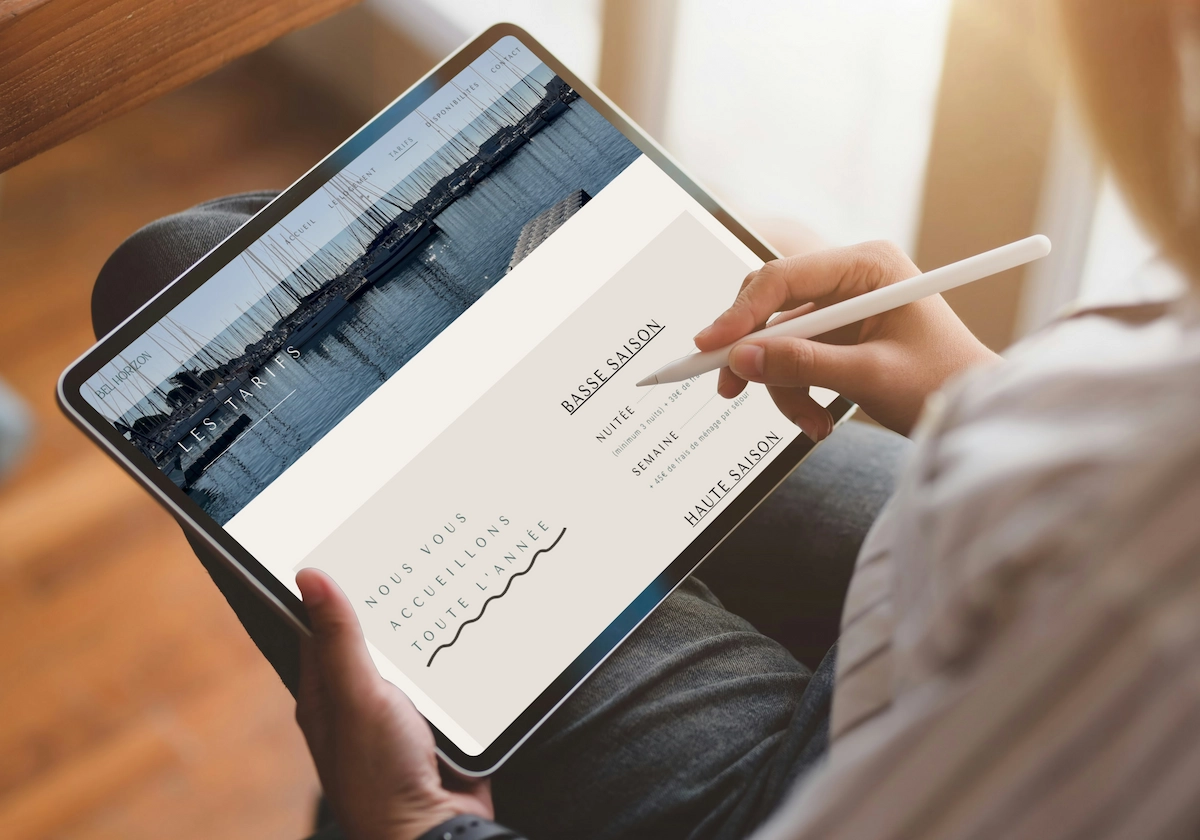 BEL HORIZON
ACCUEIL
LE LOGEMENT
TARIFS
DISPONIBILITÉS
CONTACT
LES TARIFS
NOUS VOUS
ACCUEILLONS
TOUTE L'ANNÉE
BASSE SAISON
NUITÉE
(minimum 3 nuits) + 39€ de
SEMAINE
+ 45€ de frais de ménage par séjour
HAUTE SAISON